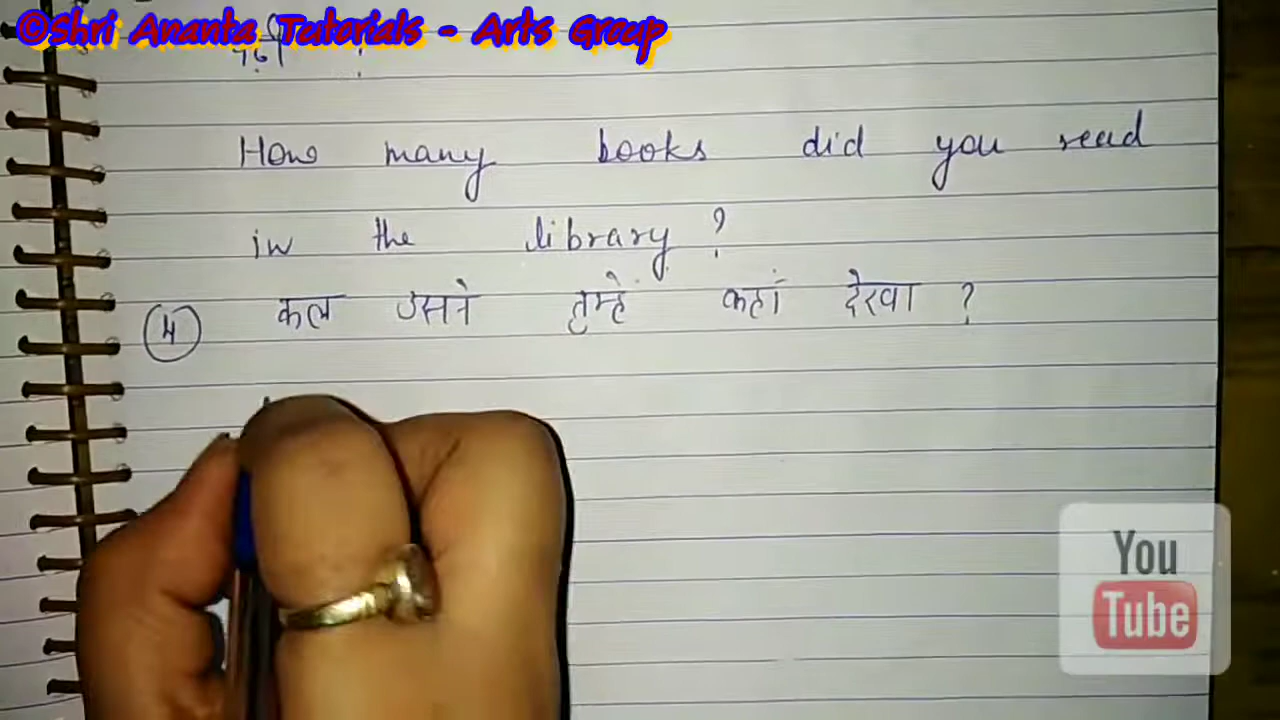 ©Shri Ananta Tutorials - Arts Group
How many books did you read
in the library ?
4 कल उसने तुम्हें कहां देखा ?
You
Tube